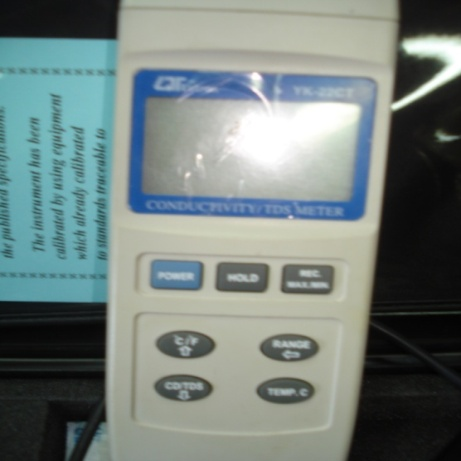 the published specifications.
The instrument has been
calibrated by using equipment
which already calibrated
to standards traceable to
YK-22CT
CONDUCTIVITY/TDS METER
POWER
HOLD
REC.
MAX./MIN.
°C/°F
RANGE
CD/TDS
TEMP. C